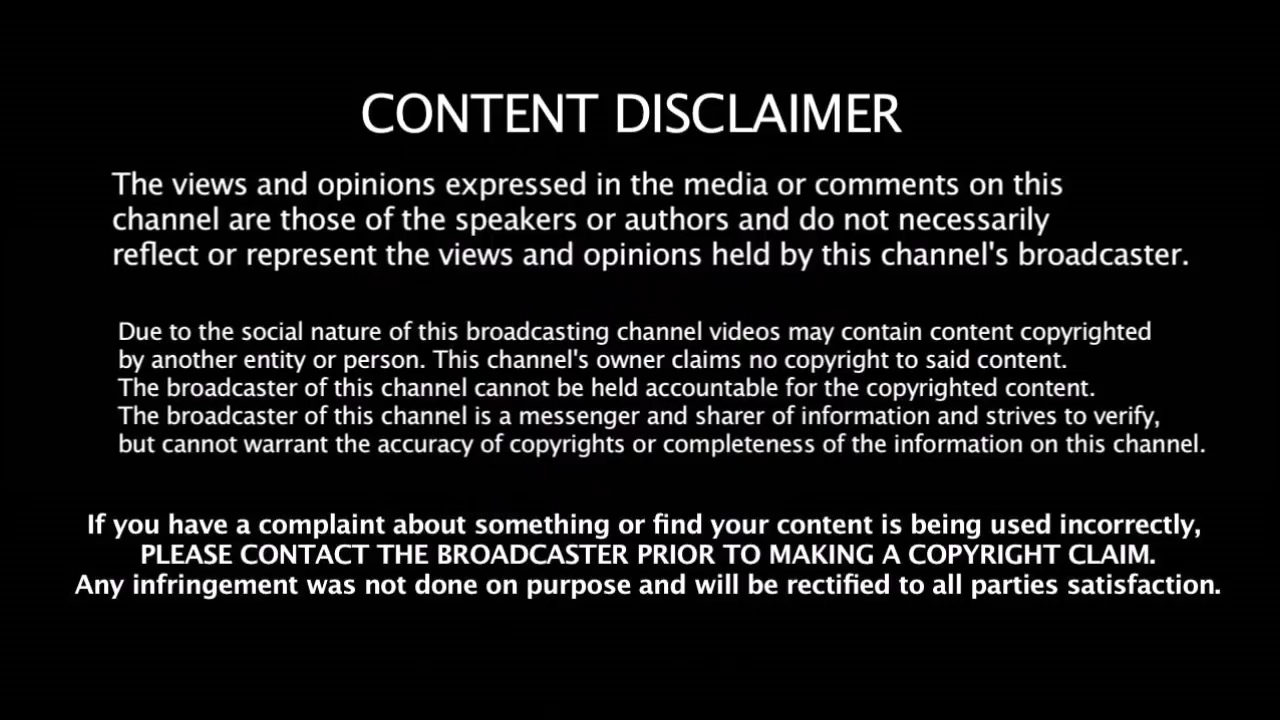 CONTENT DISCLAIMER
The views and opinions expressed in the media or comments on this
channel are those of the speakers or authors and do not necessarily
reflect or represent the views and opinions held by this channel's broadcaster.
Due to the social nature of this broadcasting channel videos may contain content copyrighted
by another entity or person. This channel's owner claims no copyright to said content.
The broadcaster of this channel cannot be held accountable for the copyrighted content.
The broadcaster of this channel is a messenger and sharer of information and strives to verify,
but cannot warrant the accuracy of copyrights or completeness of the information on this channel.
If you have a complaint about something or find your content is being used incorrectly,
PLEASE CONTACT THE BROADCASTER PRIOR TO MAKING A COPYRIGHT CLAIM.
Any infringement was not done on purpose and will be rectified to all parties satisfaction.